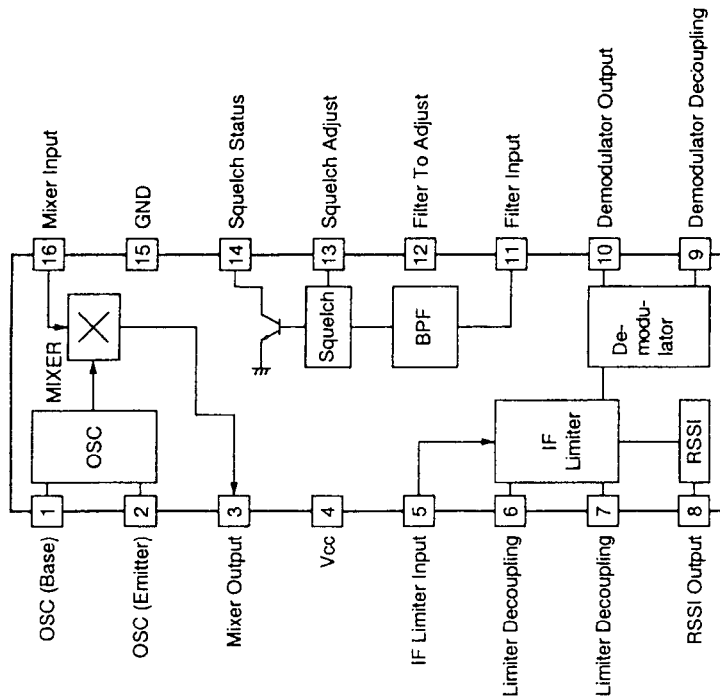 16
Mixer Input
15
GND
14
Squelch Status
13
Squelch Adjust
12
Filter To Adjust
11
Filter Input
10
Demodulator Output
9
Demodulator Decoupling
MIXER
OSC
Squelch
BPF
De-
modu-
lator
IF
Limiter
RSSI
1
OSC (Base)
2
OSC (Emitter)
3
Mixer Output
4
Vcc
5
IF Limiter Input
6
Limiter Decoupling
7
Limiter Decoupling
8
RSSI Output